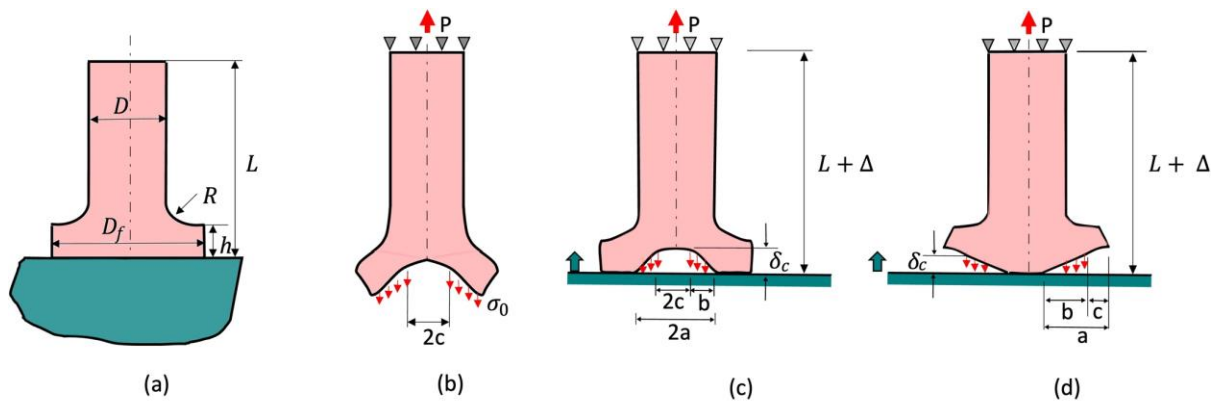 D
L
R
D_f
h
(a)
P
σ_0
2c
(b)
P
L + Δ
δ_c
2c
b
2a
(c)
P
L + Δ
δ_c
b
c
a
(d)